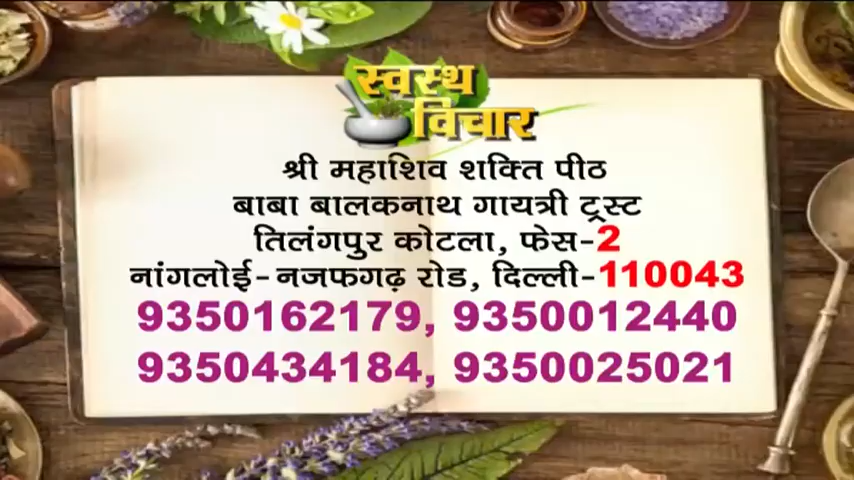 स्वस्थ
विचार
श्री महाशिव शक्ति पीठ
बाबा बालकनाथ गायत्री ट्रस्ट
तिलंगपुर कोटला, फेस-2
नांगलोई-नजफगढ़ रोड, दिल्ली-110043
9350162179, 9350012440
9350434184, 9350025021